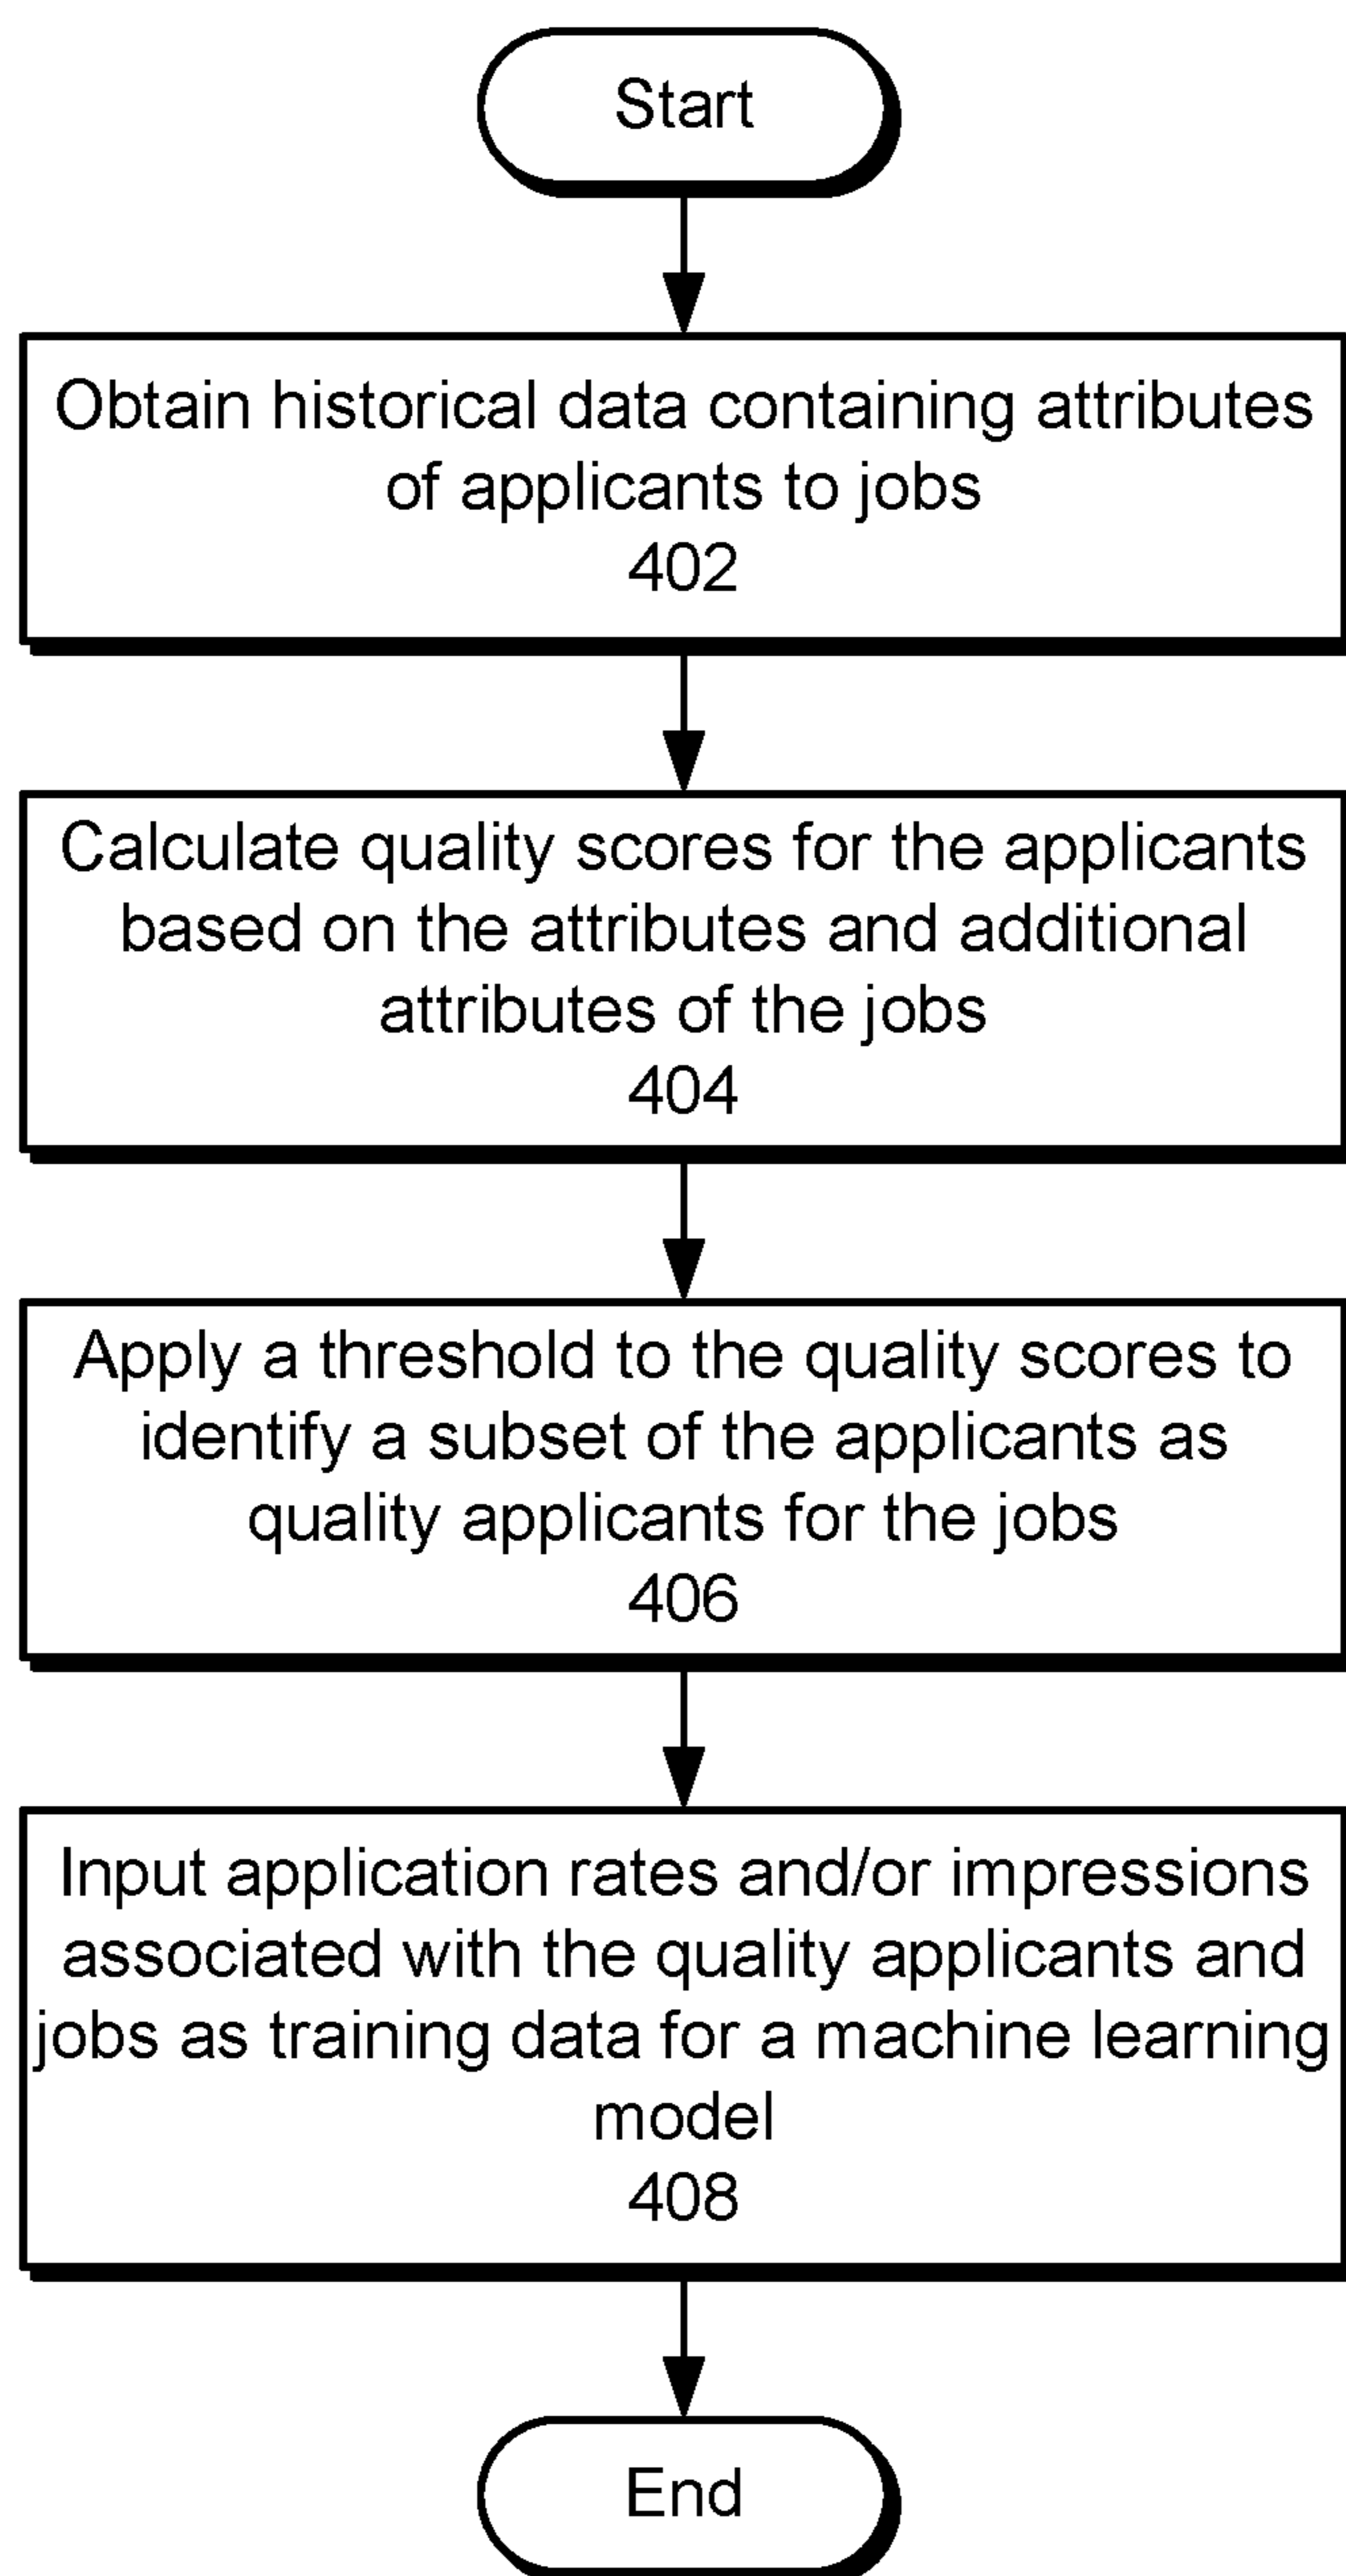 Start
Obtain historical data containing attributes
of applicants to jobs
402
Calculate quality scores for the applicants
based on the attributes and additional
attributes of the jobs
404
Apply a threshold to the quality scores to
identify a subset of the applicants as
quality applicants for the jobs
406
Input application rates and/or impressions
associated with the quality applicants and
jobs as training data for a machine learning
model
408
End